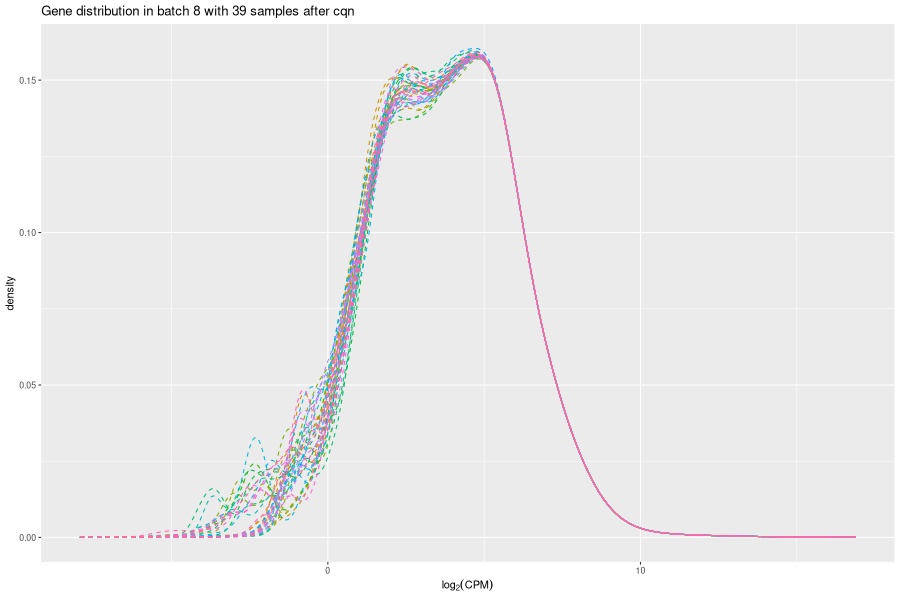 Gene distribution in batch 8 with 39 samples after cqn
0.15
0.10
0.05
0.00
density
0
10
log2(CPM)